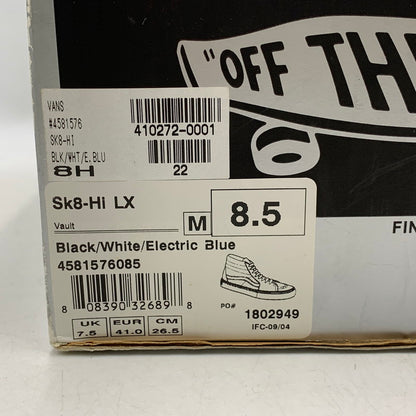 "OFF TH
VANS
#4581576
SK8-HI
BLK/WHT/E.BLU
8H
410272-0001
22
Sk8-Hi LX
Vault
M
8.5
Black/White/Electric Blue
4581576085
8 08390 32689 8
UK EUR CM
7.5 41.0 26.5
PO#
1802949
IFC-09/04
FIN